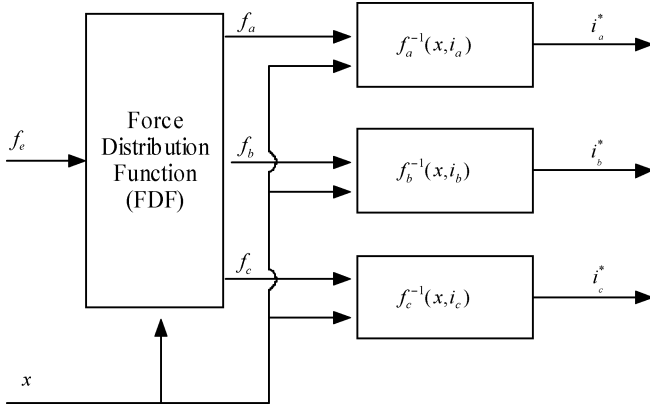 f_a
f_a^{-1}(x,i_a)
i_a^*
f_e
Force
Distribution
Function
(FDF)
f_b
f_b^{-1}(x,i_b)
i_b^*
f_c
f_c^{-1}(x,i_c)
i_c^*
x